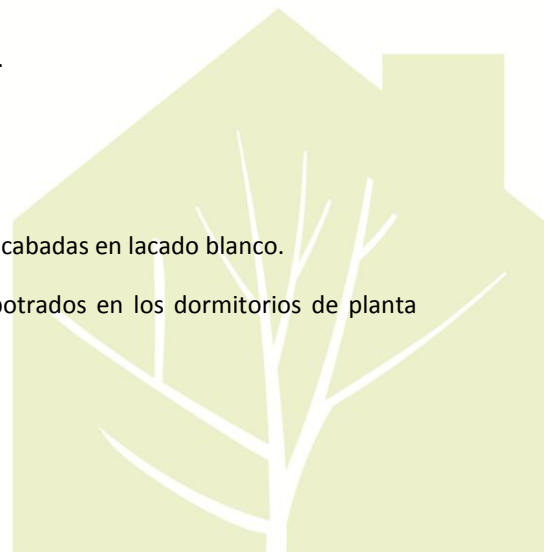 .
cabadas en lacado blanco.
potrados en los dormitorios de planta